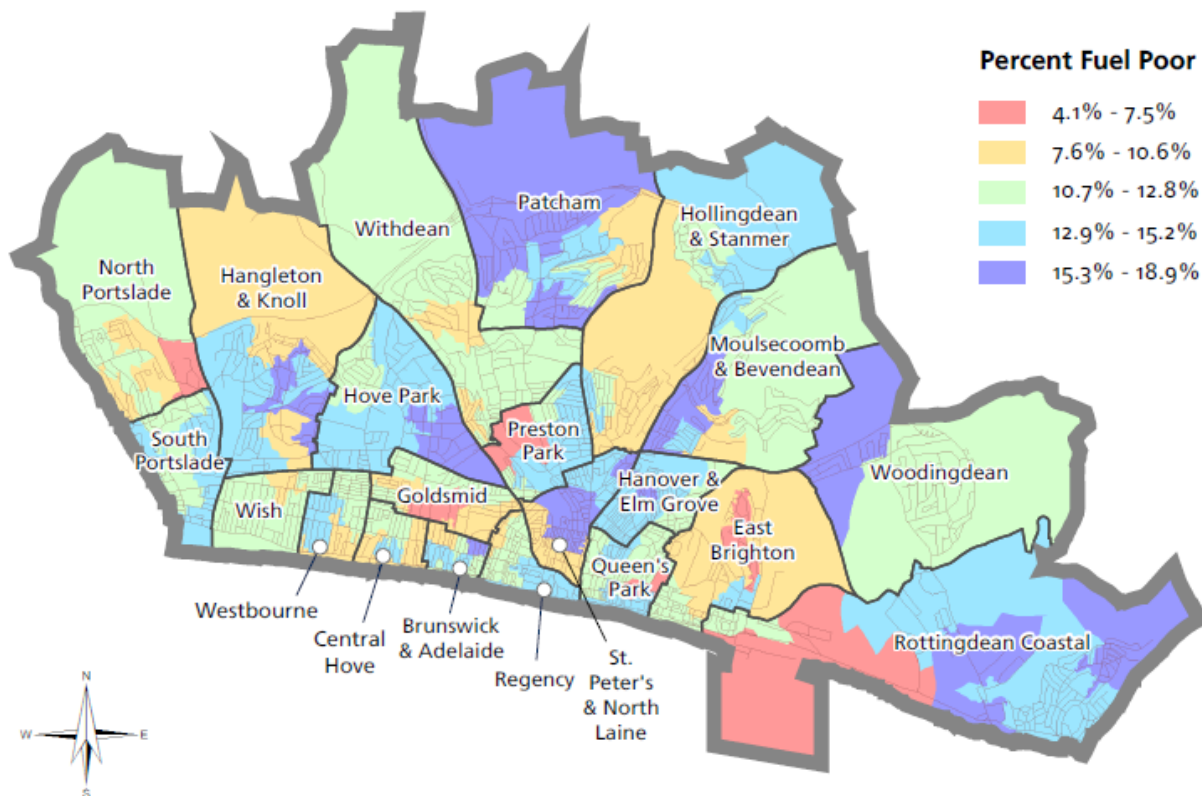 Percent Fuel Poor
4.1% - 7.5%
7.6% - 10.6%
10.7% - 12.8%
12.9% - 15.2%
15.3% - 18.9%
Patcham
Hollingdean
& Stanmer
Withdean
North
Portslade
Hangleton
& Knoll
Moulsecoomb
& Bevendean
Hove Park
Preston
Park
South
Portslade
Woodingdean
Hanover &
Elm Grove
Goldsmid
Wish
East
Brighton
Queen's
Park
Westbourne
Central
Hove
Brunswick
& Adelaide
Regency
St.
Peter's
& North
Laine
Rottingdean Coastal
N
W
E
S